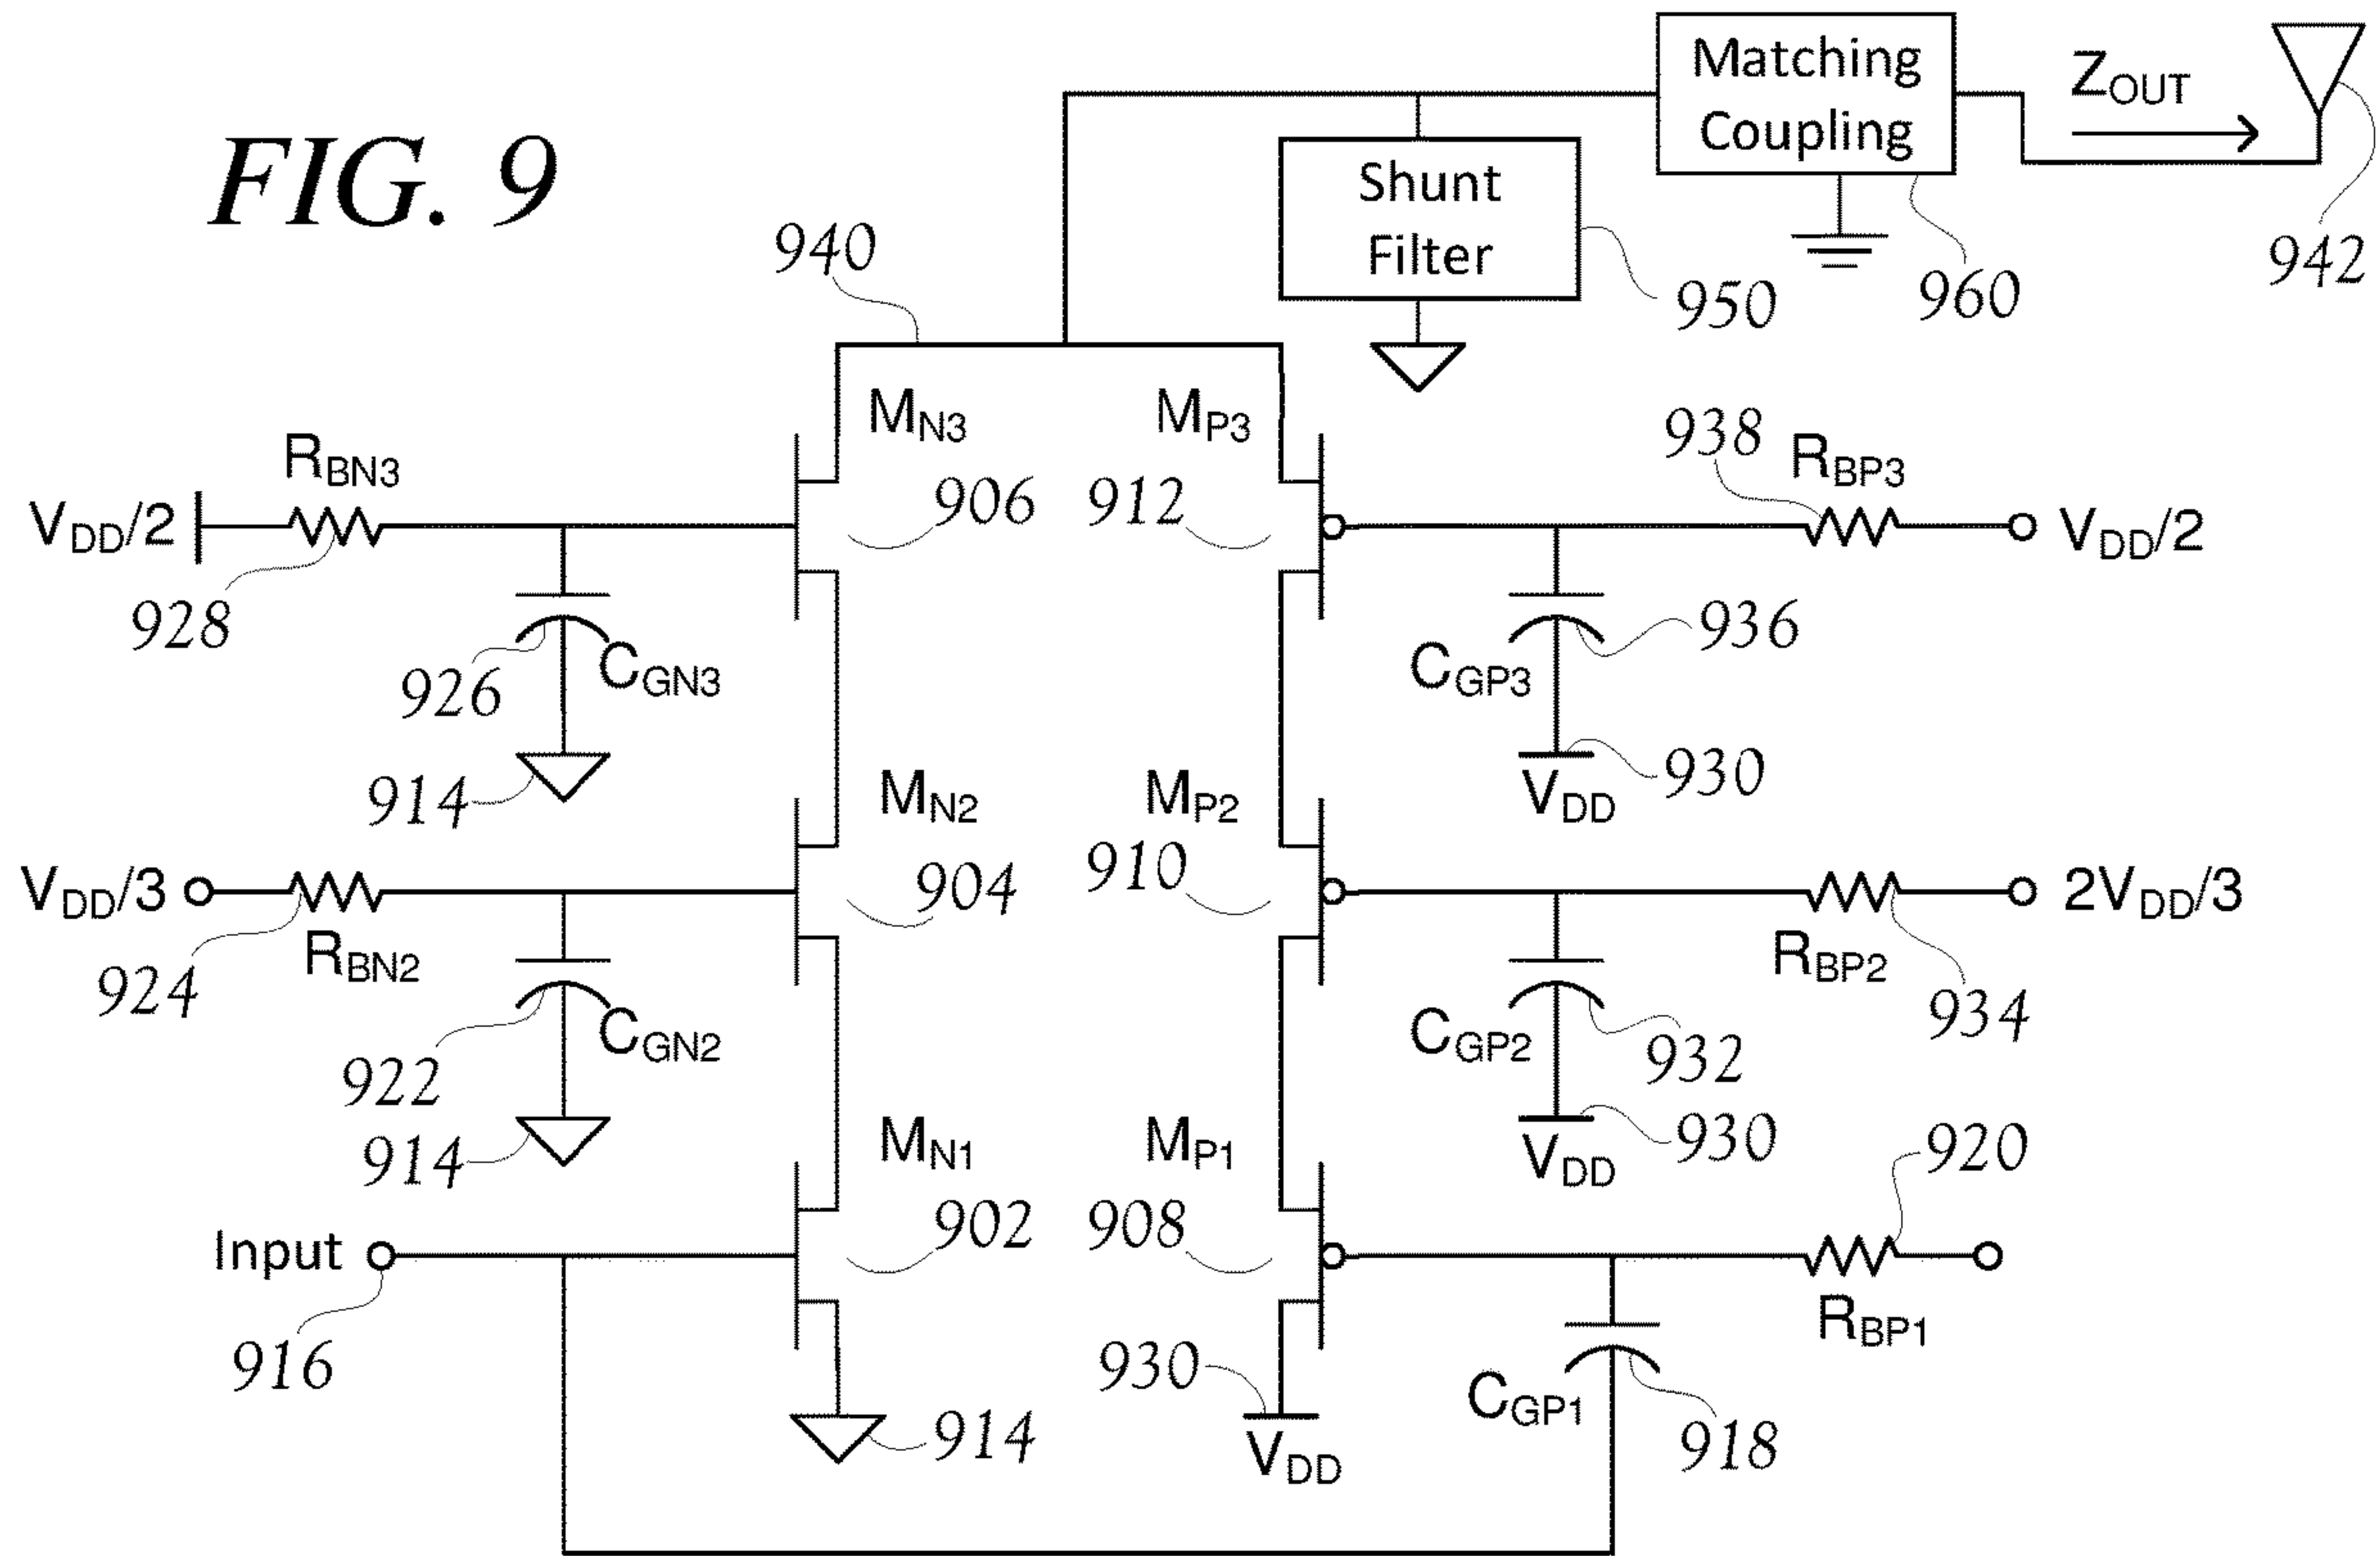 FIG. 9
Matching
Coupling
960
ZOUT
942
Shunt
Filter
950
940
MN3
906
MP3
912
VDD/2
RBN3
928
926
CGN3
914
938
RBP3
VDD/2
936
CGP3
930
VDD
MN2
904
MP2
910
VDD/3
924
RBN2
922
CGN2
914
2VDD/3
RBP2
934
CGP2
932
930
VDD
MN1
902
MP1
908
Input
916
914
930
VDD
920
RBP1
CGP1
918